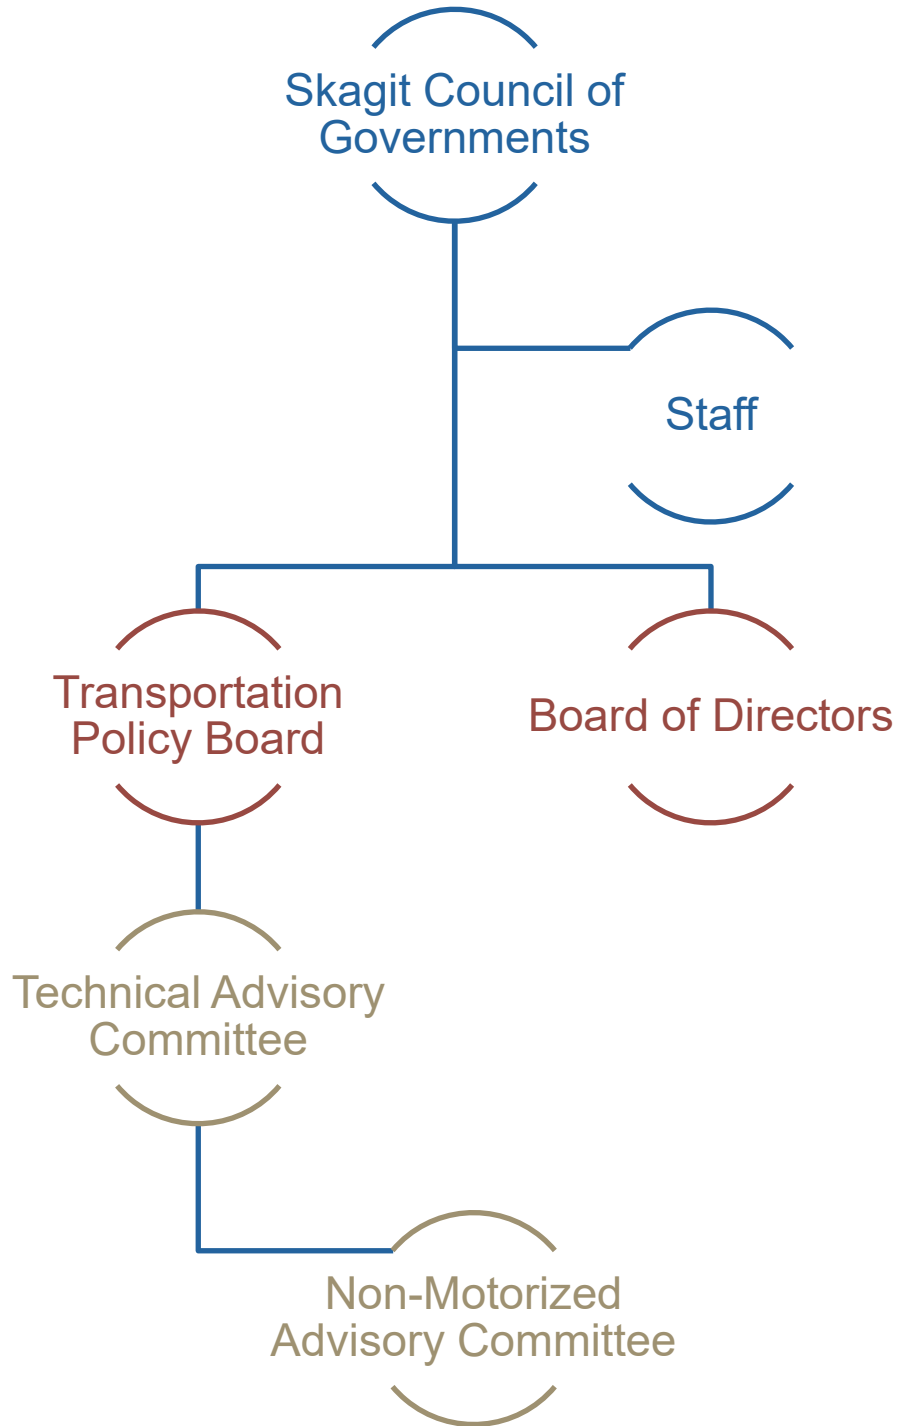 Skagit Council of
Governments
Staff
Transportation
Policy Board
Board of Directors
Technical Advisory
Committee
Non-Motorized
Advisory Committee